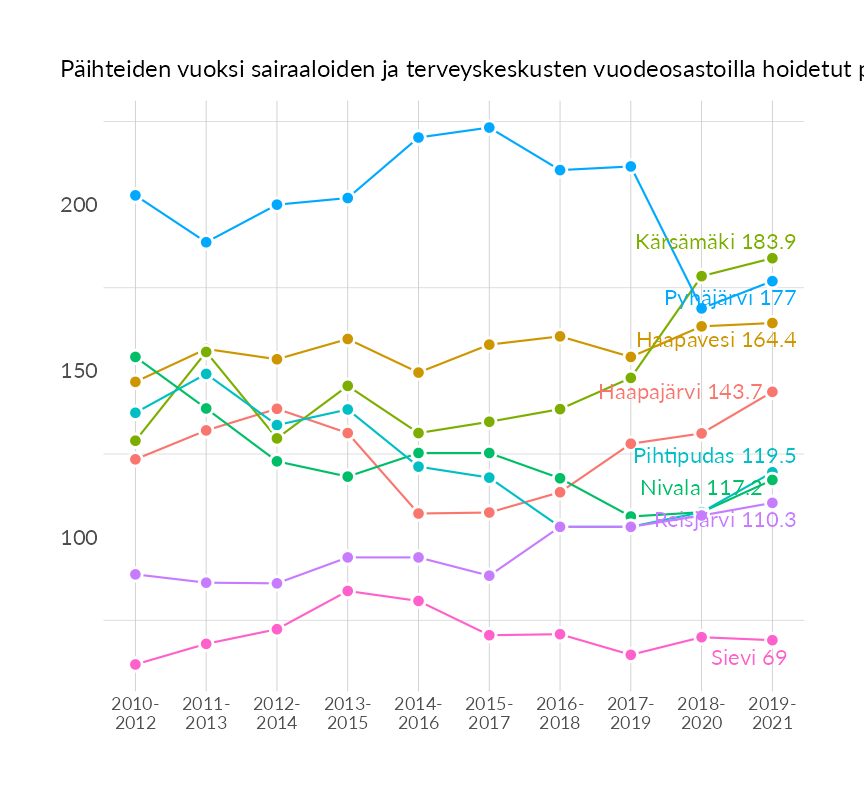 Päihteiden vuoksi sairaaloiden ja terveyskeskusten vuodeosastoilla hoidetut
200
150
100
Kärsämäki 183.9
Pyhäjärvi 177
Haapavesi 164.4
Haapajärvi 143.7
Pihtipudas 119.5
Nivala 117.2
Reisjärvi 110.3
Sievi 69
2010- 2011- 2012- 2013- 2014- 2015- 2016- 2017- 2018- 2019-
2012 2013 2014 2015 2016 2017 2018 2019 2020 2021